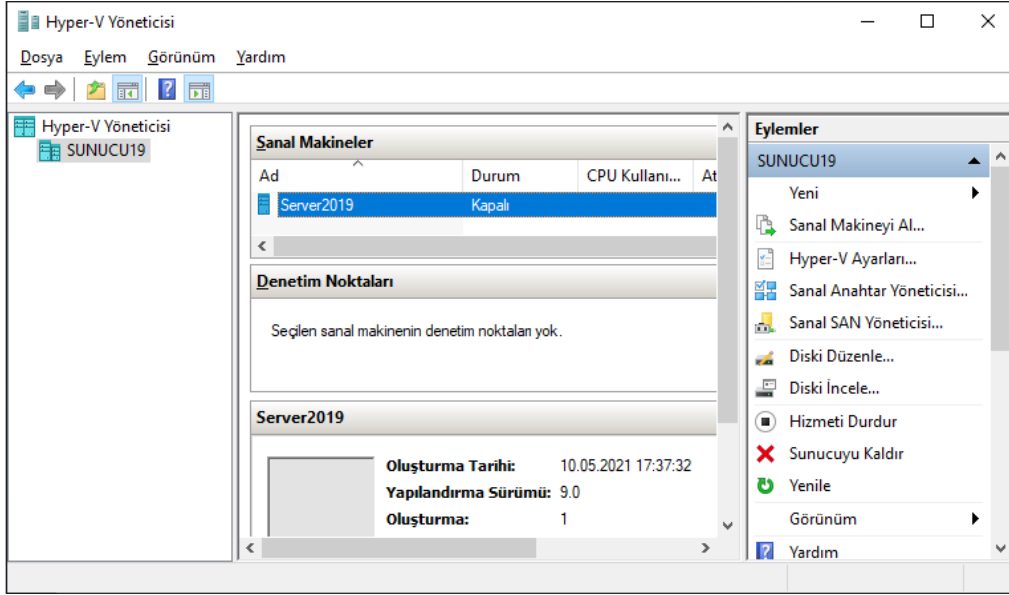 Hyper-V Yöneticisi
Dosya Eylem Görünüm Yardım
Hyper-V Yöneticisi
SUNUCU19
Sanal Makineler
Ad Durum CPU Kullanı... At
Server2019 Kapalı
Denetim Noktaları
Seçilen sanal makinenin denetim noktaları yok.
Server2019
Oluşturma Tarihi: 10.05.2021 17:37:32
Yapılandırma Sürümü: 9.0
Oluşturma: 1
Eylemler
SUNUCU19
Yeni
Sanal Makineyi Al...
Hyper-V Ayarları...
Sanal Anahtar Yöneticisi...
Sanal SAN Yöneticisi...
Diski Düzenle...
Diski İncele...
Hizmeti Durdur
Sunucuyu Kaldır
Yenile
Görünüm
Yardım